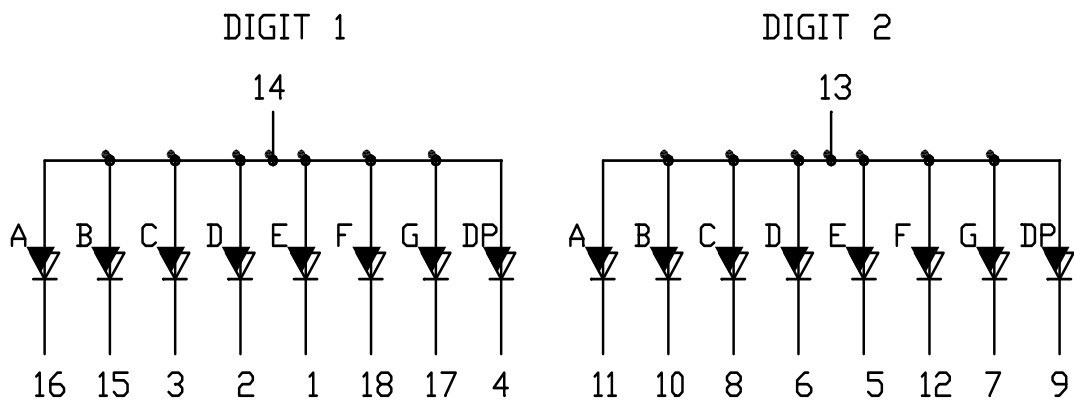 DIGIT 1 DIGIT 2
14 13
A B C D E F G DP A B C D E F G DP
16 15 3 2 1 18 17 4 11 10 8 6 5 12 7 9